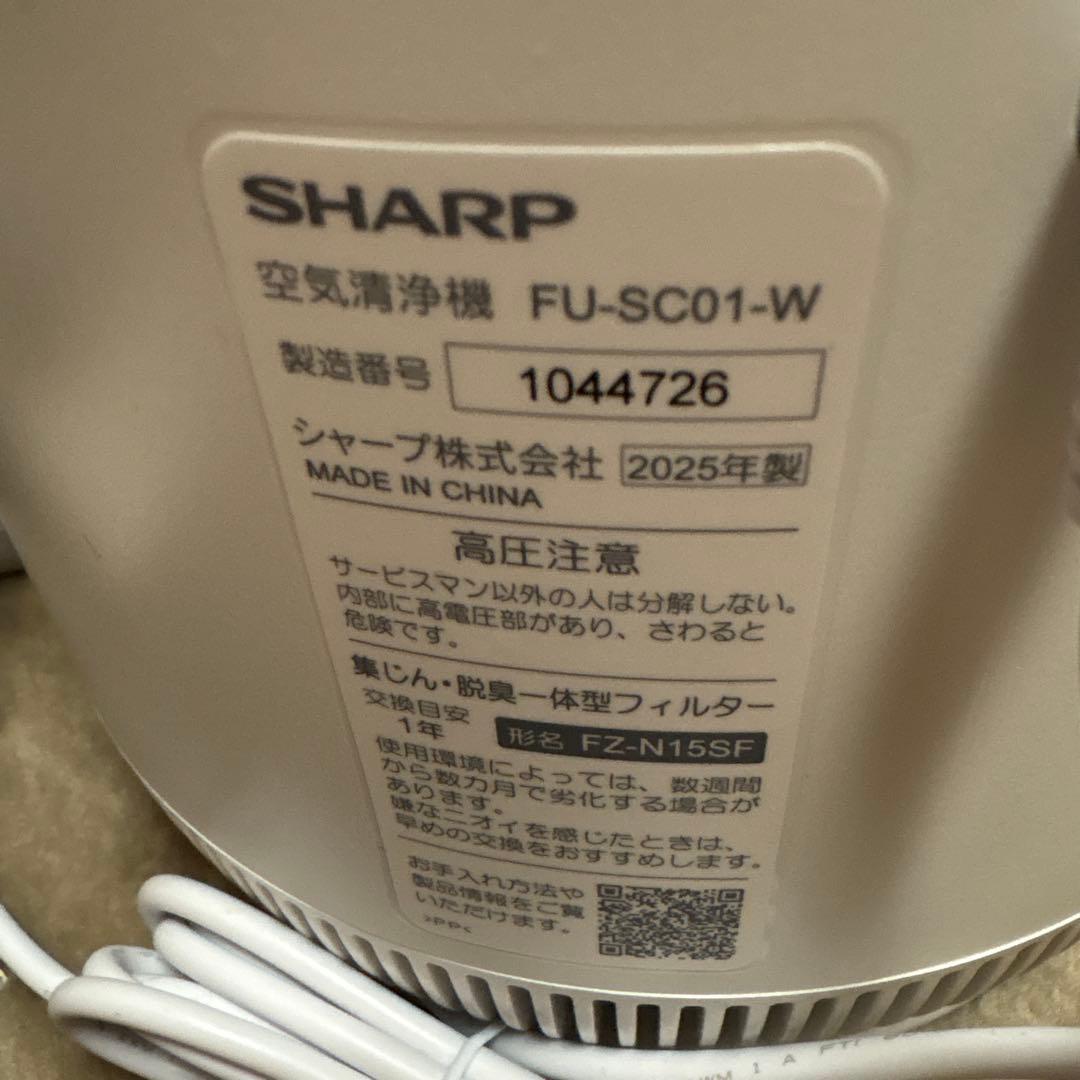 SHARP
空気清浄機 FU-SC01-W
製造番号 1044726
シャープ株式会社 2025年製
MADE IN CHINA
高圧注意
サービスマン以外の人は分解しない。
内部に高電圧部があり、さわると
危険です。
集じん・脱臭一体型フィルター
交換目安
1年
形名 FZ-N15SF
使用環境によっては、数週間
から数カ月で劣化する場合が
あります。
嫌なニオイを感じたときは、
早めの交換をおすすめします。
お手入れ方法や
製品情報をご覧
いただけます。
>PP<